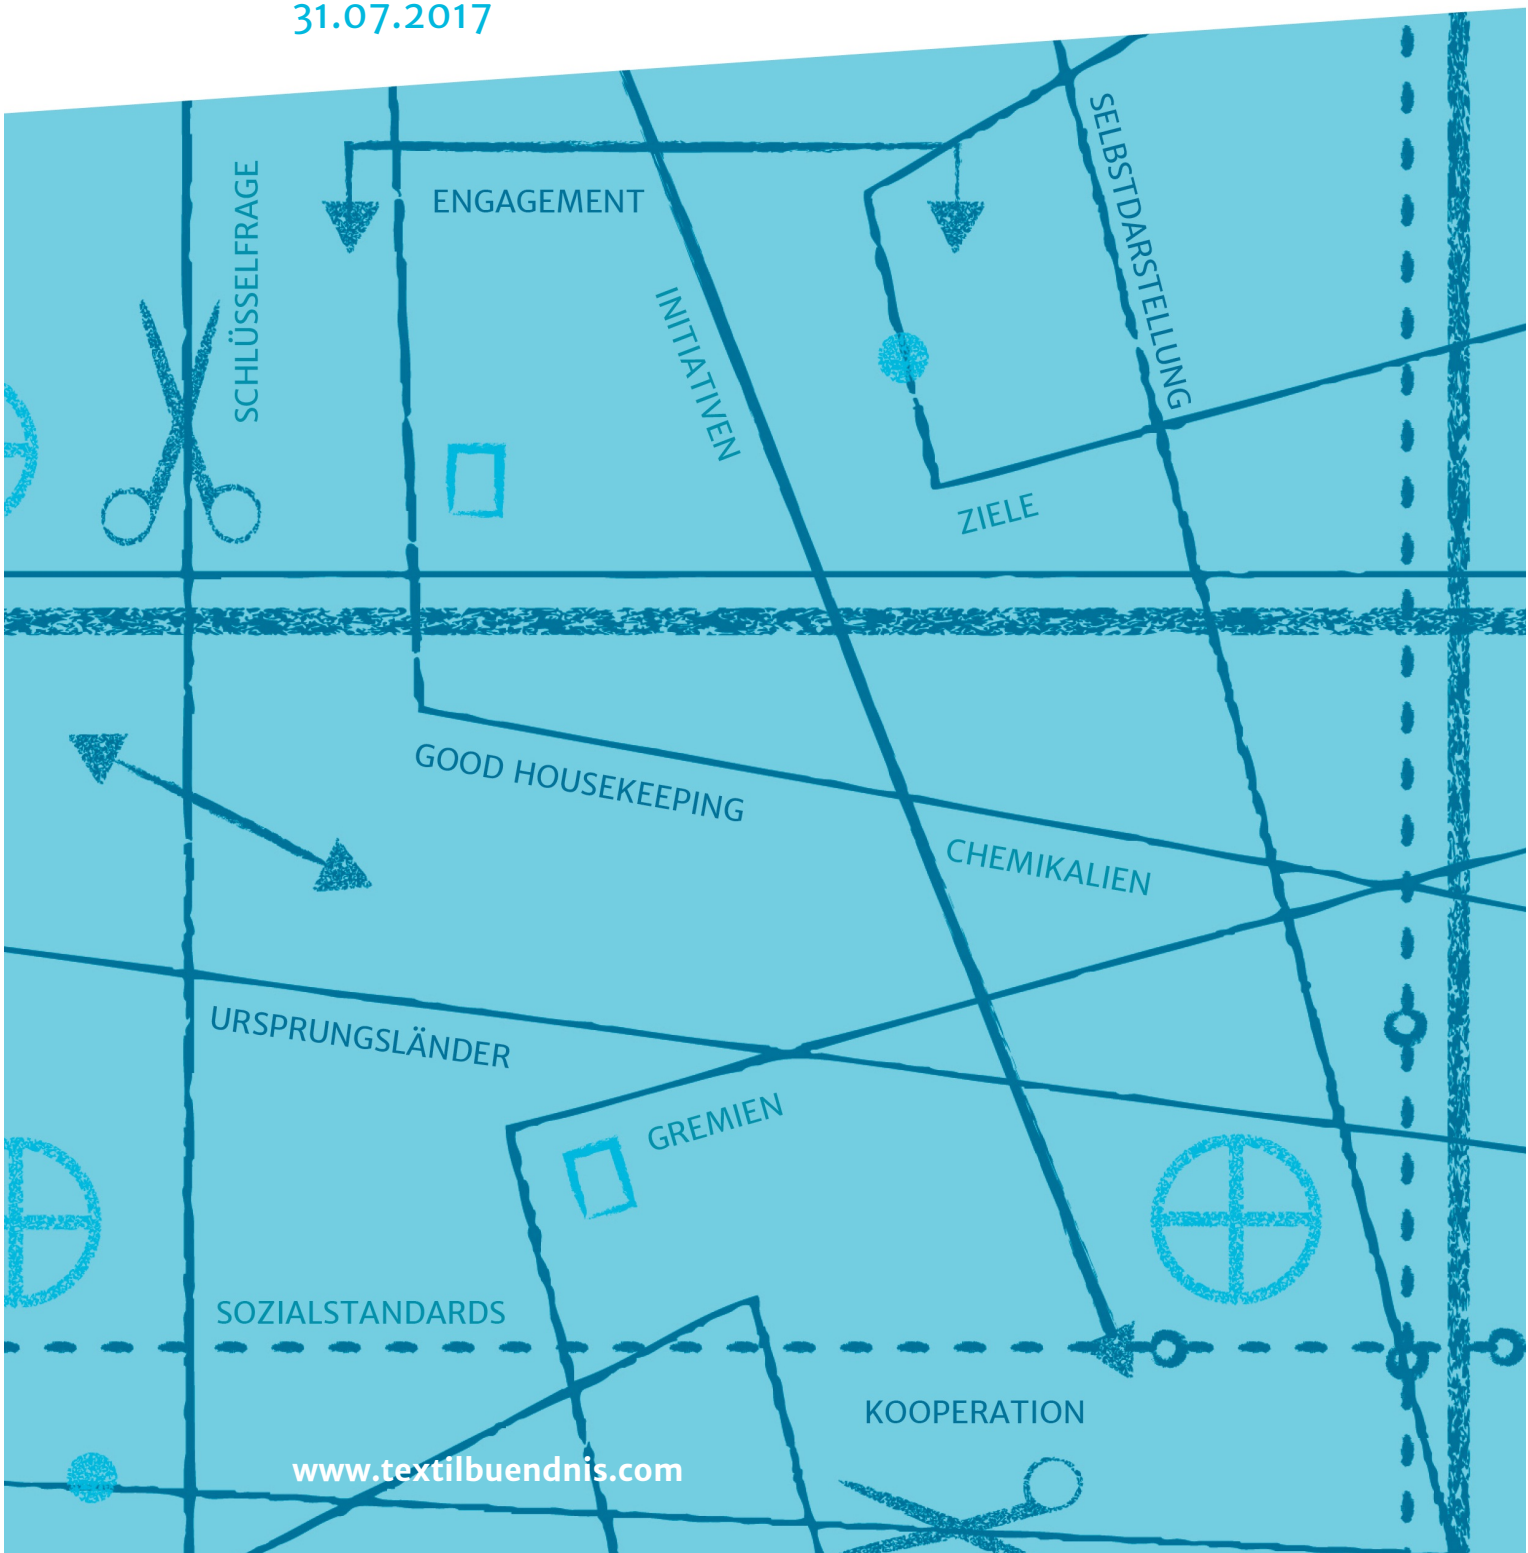 31.07.2017
SELBSTDARSTELLUNG
SCHLÜSSELFRAGE
ENGAGEMENT
INITIATIVEN
ZIELE
GOOD HOUSEKEEPING
CHEMIKALIEN
URSPRUNGSLÄNDER
GREMIEN
SOZIALSTANDARDS
KOOPERATION
www.textilbuendnis.com